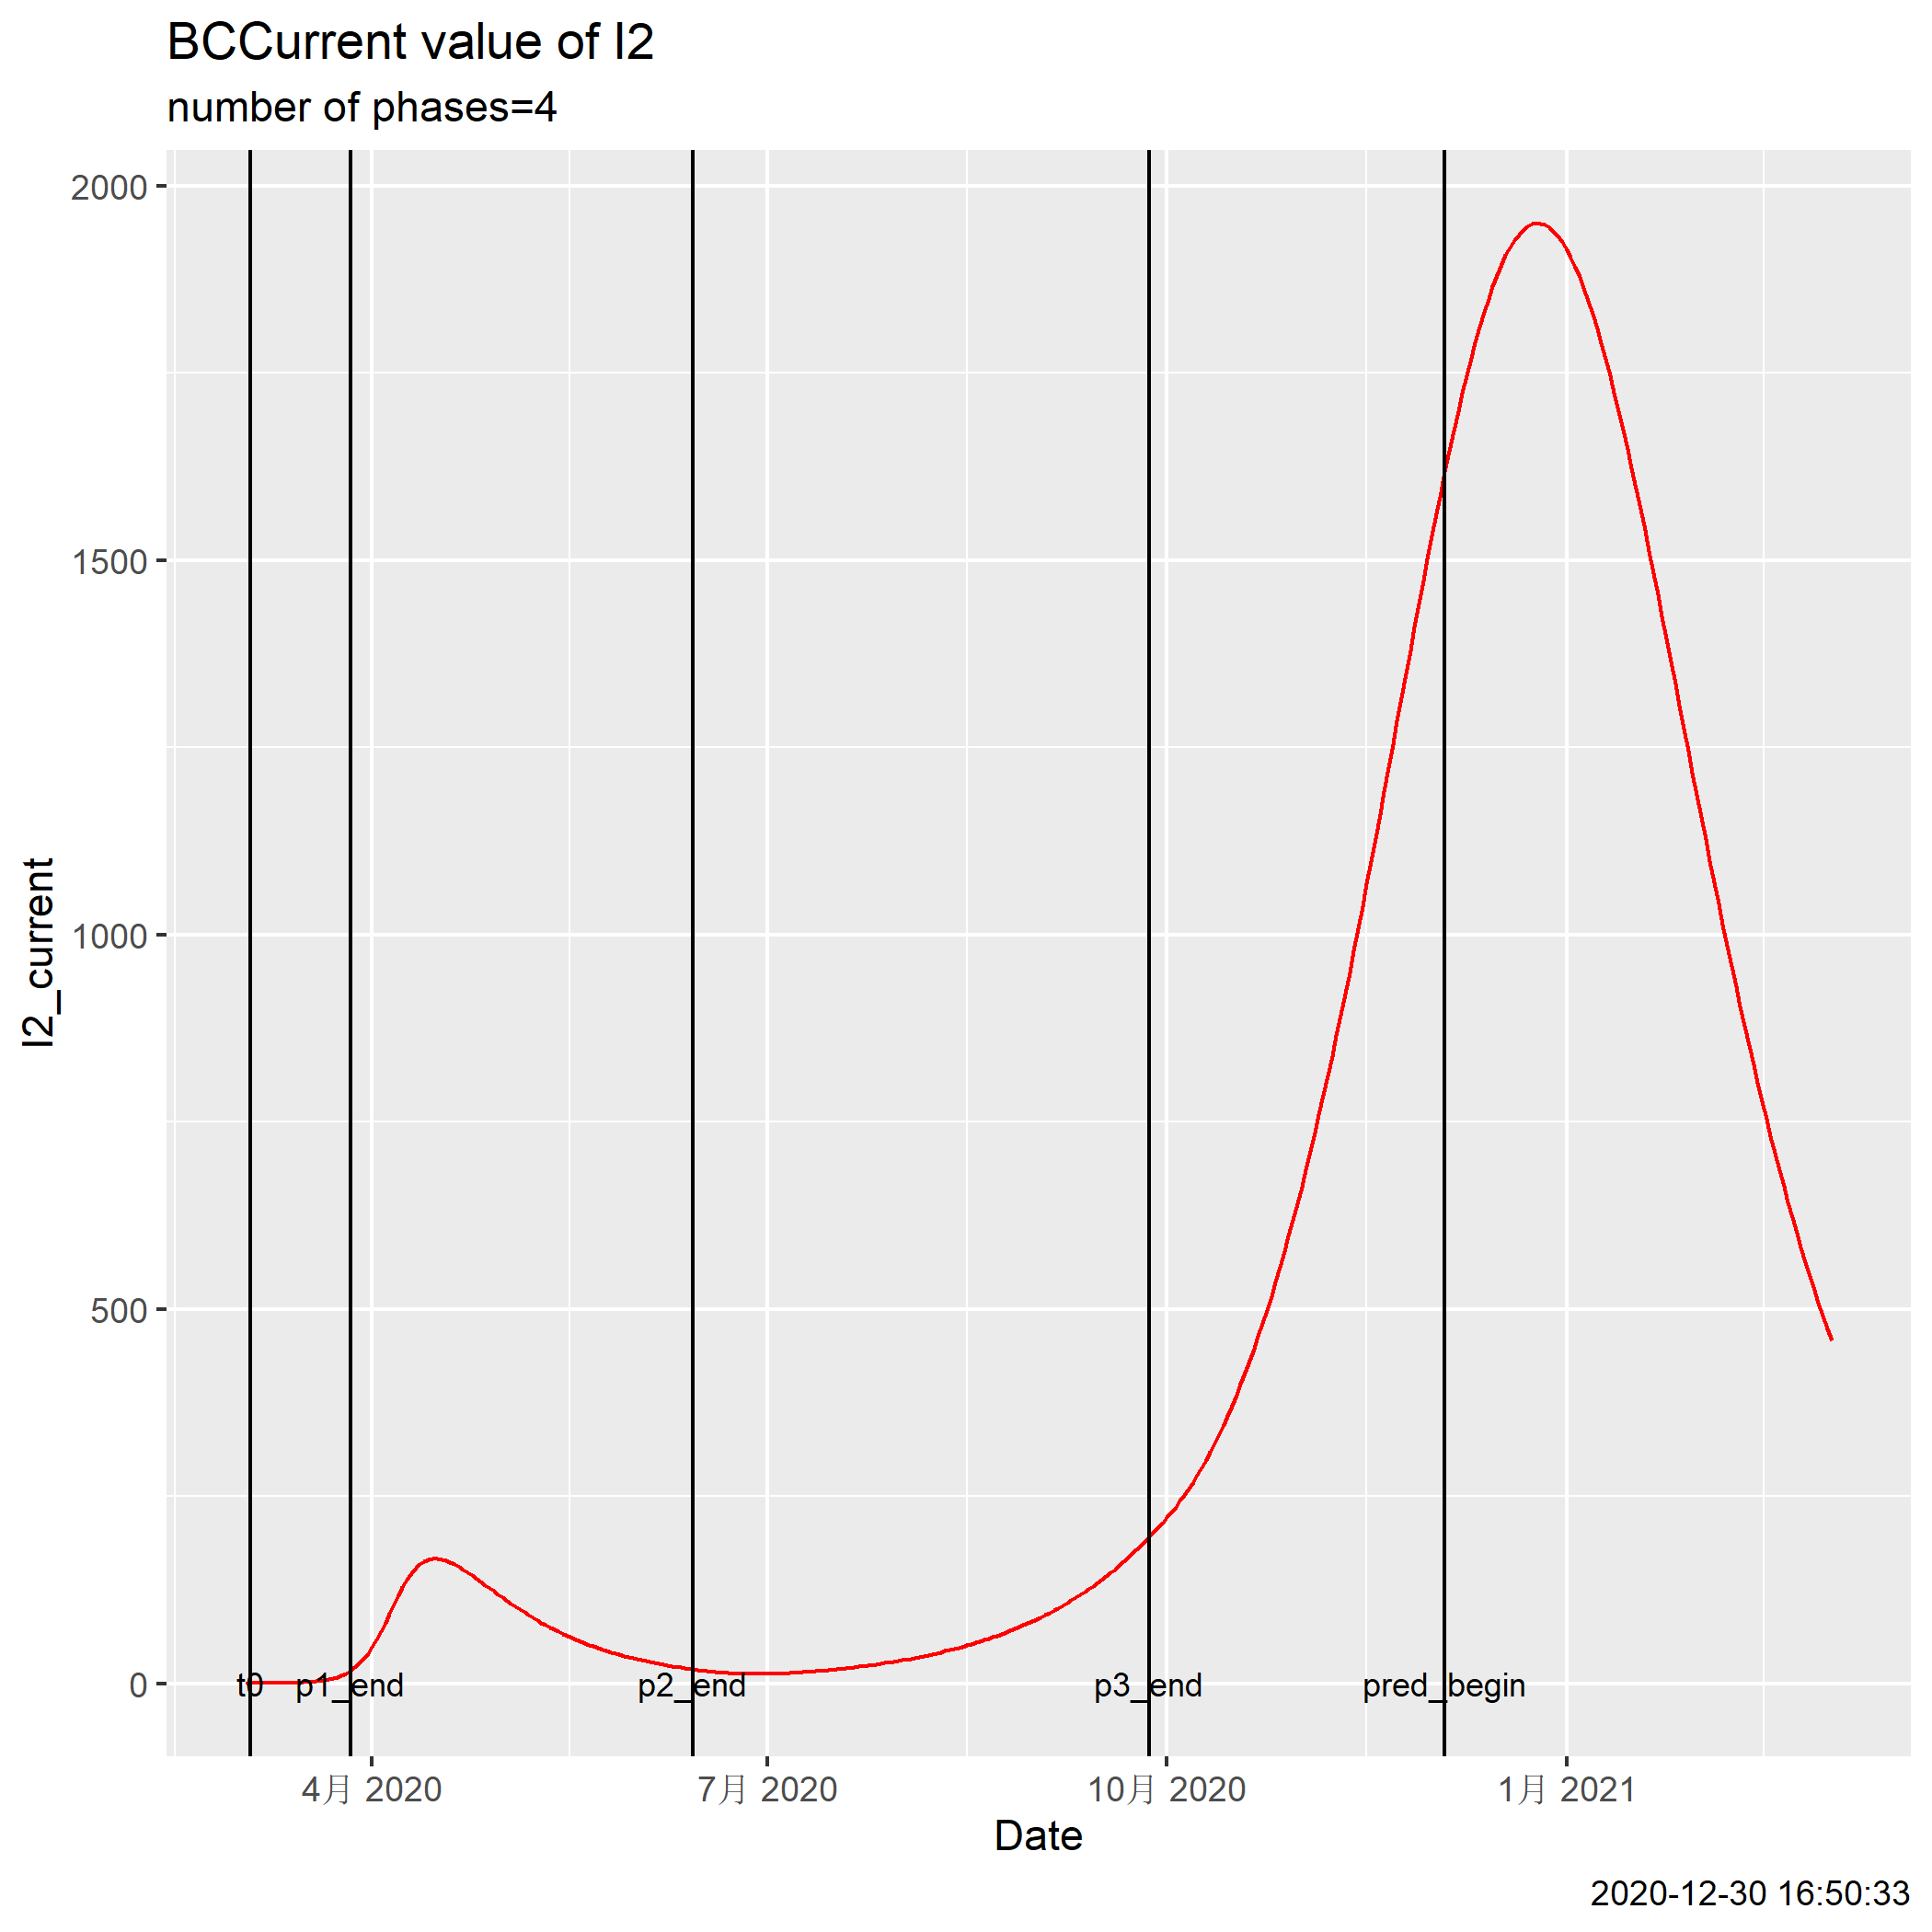 BCCurrent value of I2
number of phases=4
2000
1500
1000
500
0
I2_current
t0
p1_end
p2_end
p3_end
pred_begin
4月 2020
7月 2020
10月 2020
1月 2021
Date
2020-12-30 16:50:33